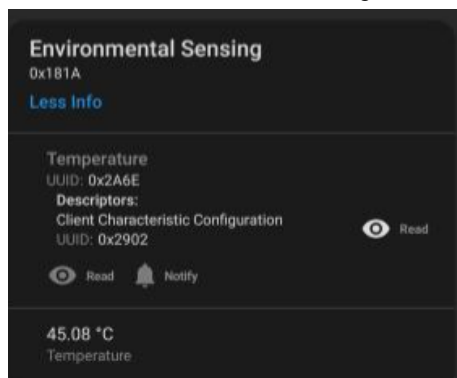 Environmental Sensing
0x181A
Less Info
Temperature
UUID: 0x2A6E
Descriptors:
Client Characteristic Configuration
UUID: 0x2902
Read
Read Notify
45.08 °C
Temperature